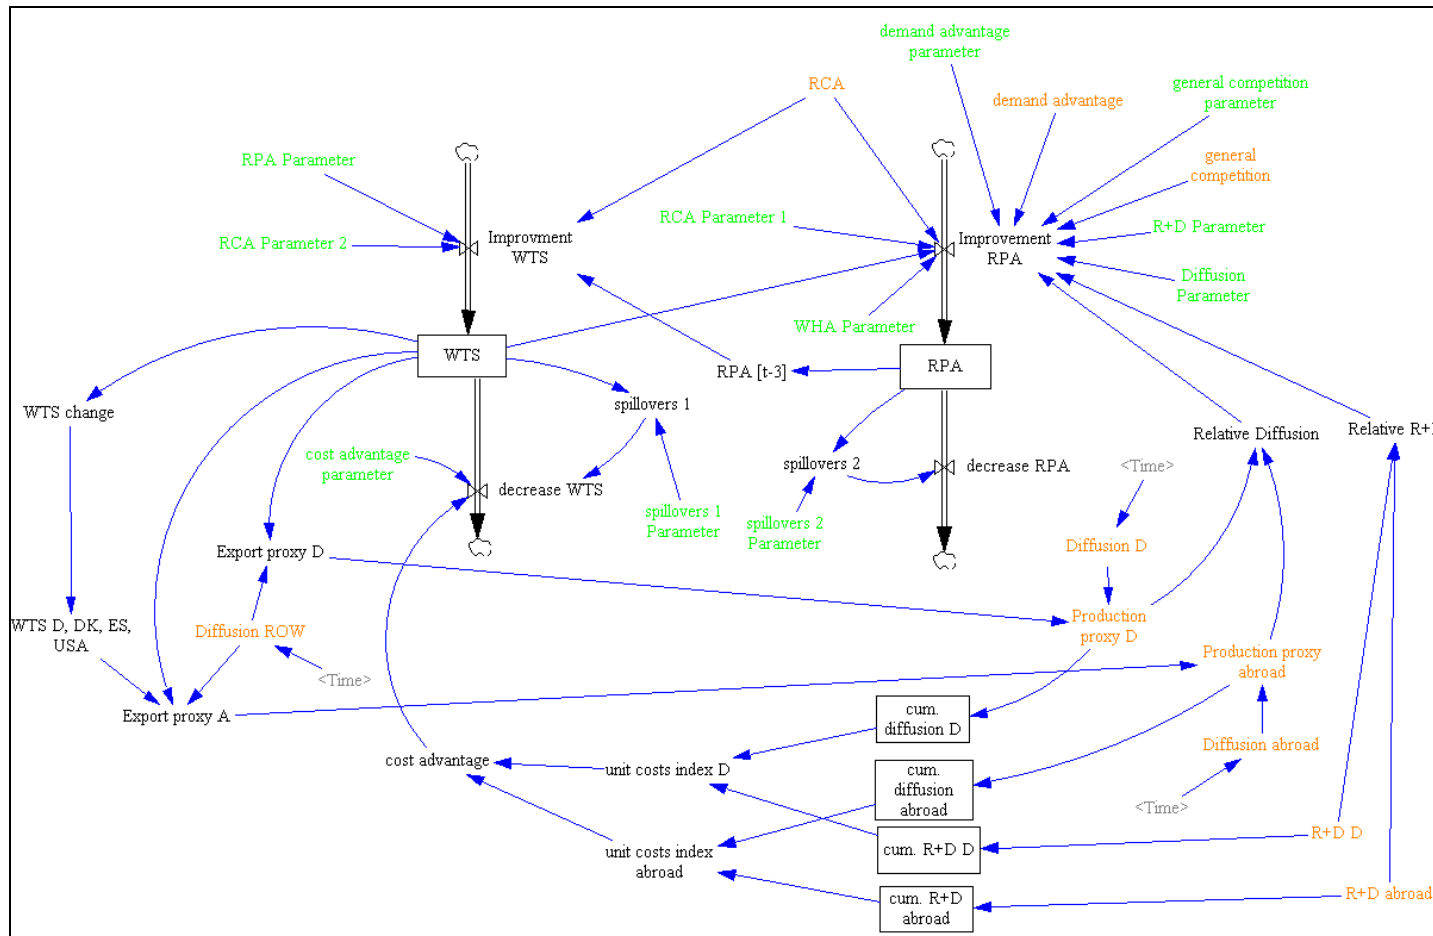 demand advantage
parameter
RCA
demand advantage
general competition
parameter
RPA Parameter
general
competition
RCA Parameter 1
RCA Parameter 2
Improvment
WTS
Improvement
RPA
R+D Parameter
Diffusion
Parameter
WHA Parameter
WTS
RPA [t-3]
RPA
WTS change
spillovers 1
Relative Diffusion
Relative R+D
cost advantage
parameter
spillovers 2
decrease RPA
<Time>
decrease WTS
spillovers 1
Parameter
spillovers 2
Parameter
Export proxy D
Diffusion D
WTS D, DK, ES,
USA
Diffusion ROW
Production
proxy D
<Time>
Production proxy
abroad
Export proxy A
cum.
diffusion D
Diffusion abroad
cost advantage
unit costs index D
cum.
diffusion
abroad
<Time>
R+D D
unit costs index
abroad
cum. R+D D
cum. R+D
abroad
R+D abroad